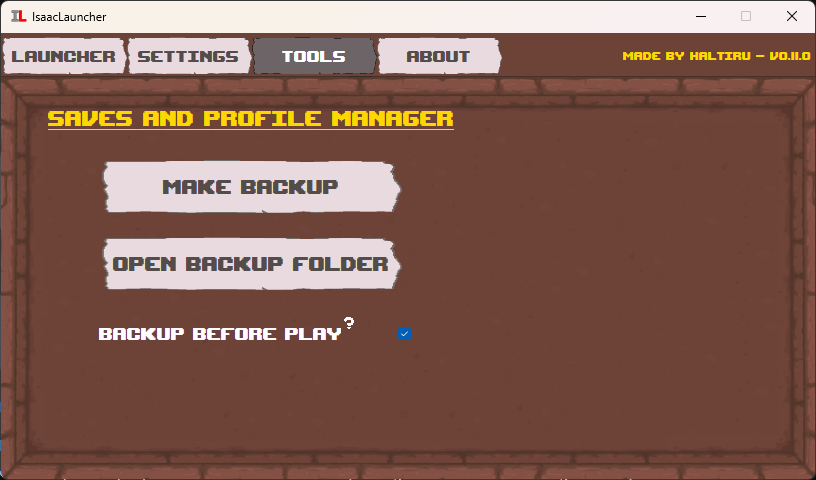 IL IsaacLauncher
LAUNCHER SETTINGS TOOLS ABOUT MADE BY HALTIRU - V0.11.0
SAVES AND PROFILE MANAGER
MAKE BACKUP
OPEN BACKUP FOLDER
BACKUP BEFORE PLAY?